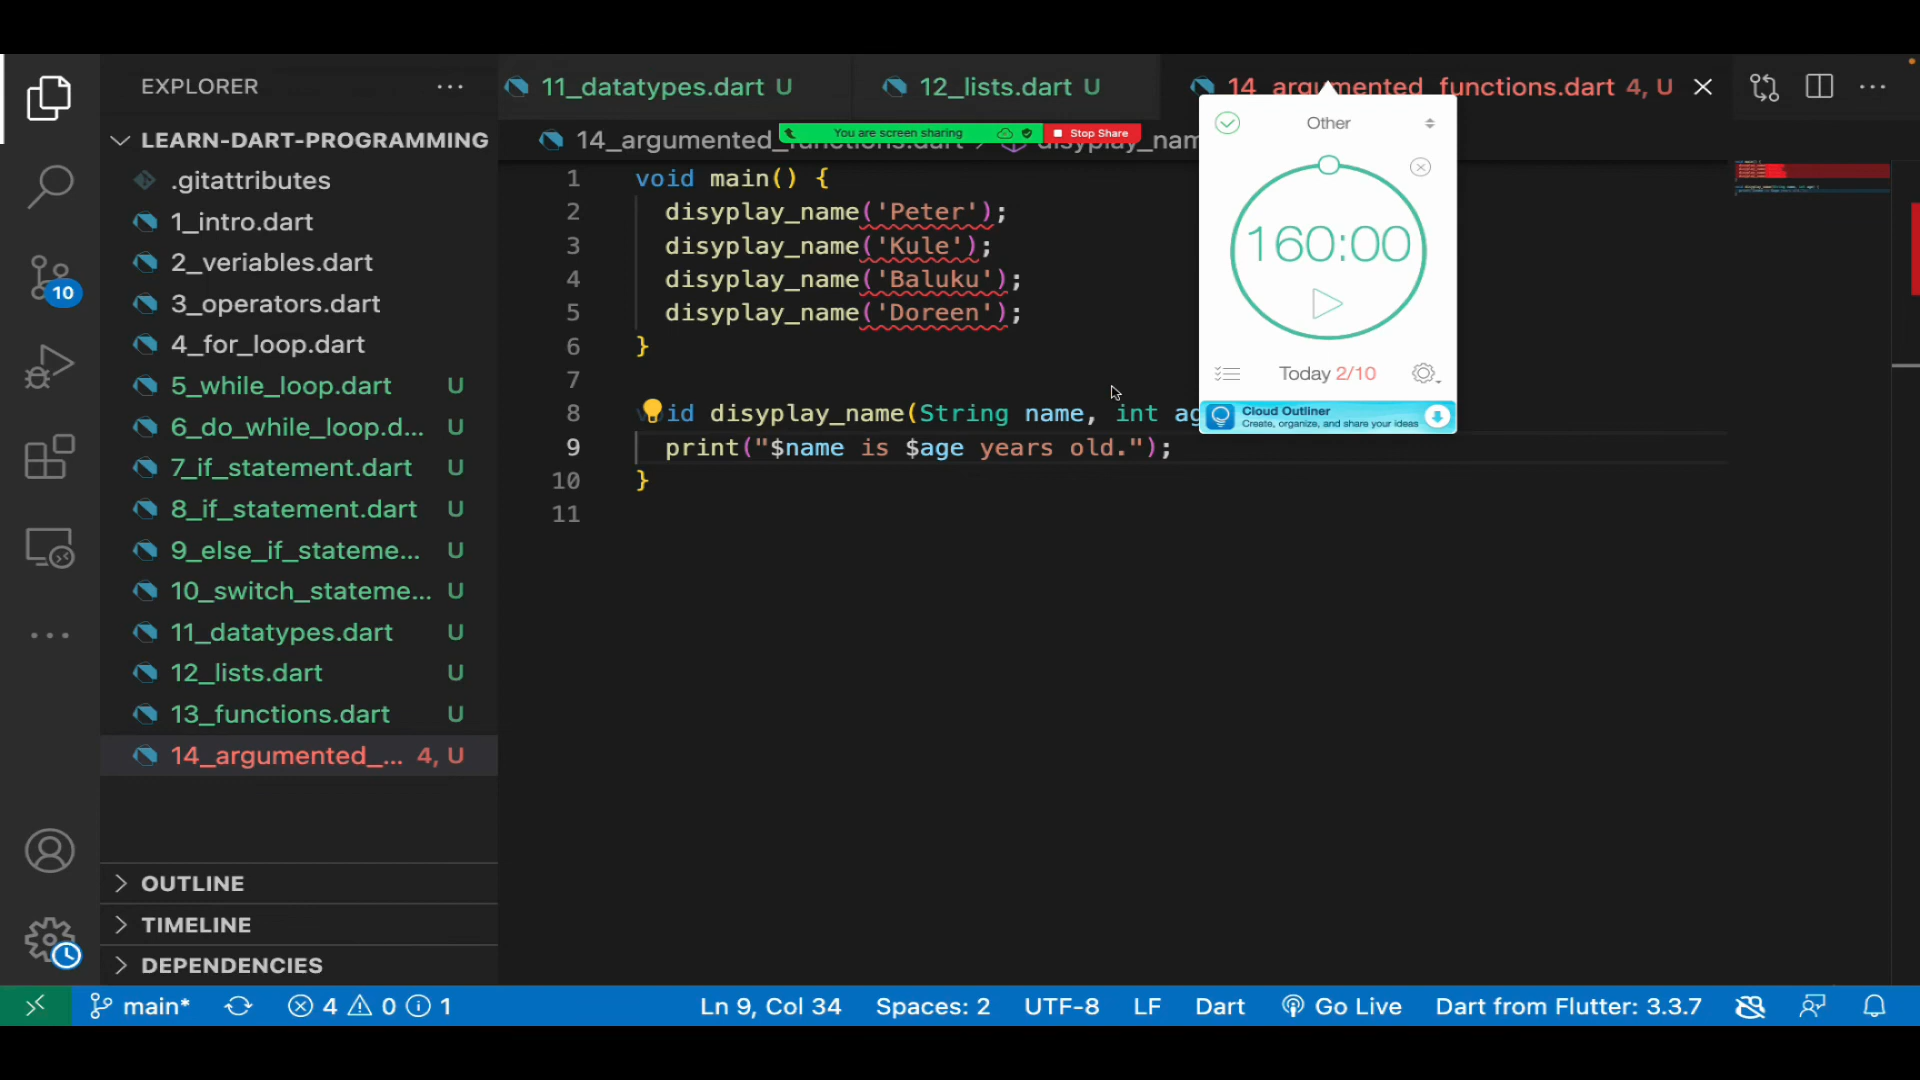 EXPLORER
LEARN-DART-PROGRAMMING
.gitattributes
1_intro.dart
2_veriables.dart
3_operators.dart
4_for_loop.dart
5_while_loop.dart U
6_do_while_loop.d... U
7_if_statement.dart U
8_if_statement.dart U
9_else_if_stateme... U
10_switch_stateme... U
11_datatypes.dart U
12_lists.dart U
13_functions.dart U
14_argumented_... 4, U
OUTLINE
TIMELINE
DEPENDENCIES
10
11_datatypes.dart U
12_lists.dart U
14_argumented_functions.dart 4, U
14_argumented_functions.dart
disyplay_nam
You are screen sharing
Stop Share
1 void main() {
2 disyplay_name('Peter');
3 disyplay_name('Kule');
4 disyplay_name('Baluku');
5 disyplay_name('Doreen');
6 }
7
8 id disyplay_name(String name, int ag
9 print("$name is $age years old.");
10 }
11
Other
160:00
Today 2/10
Cloud Outliner
Create, organize, and share your ideas
main* 4 0 1 Ln 9, Col 34 Spaces: 2 UTF-8 LF Dart Go Live Dart from Flutter: 3.3.7